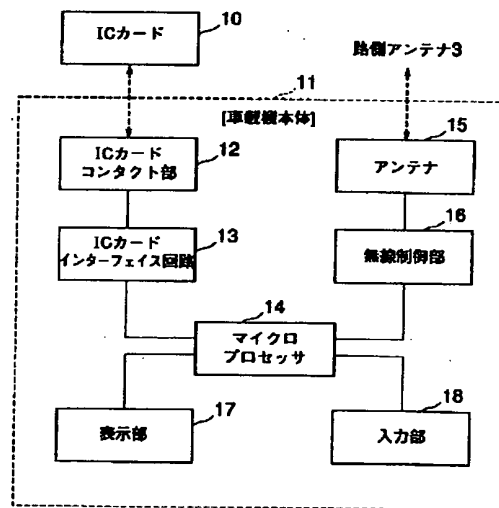 ICカード
10
路側アンテナ3
11
[車載機本体]
ICカード
コンタクト部
12
15
アンテナ
ICカード
インターフェイス回路
13
16
無線制御部
14
マイクロ
プロセッサ
表示部
17
入力部
18